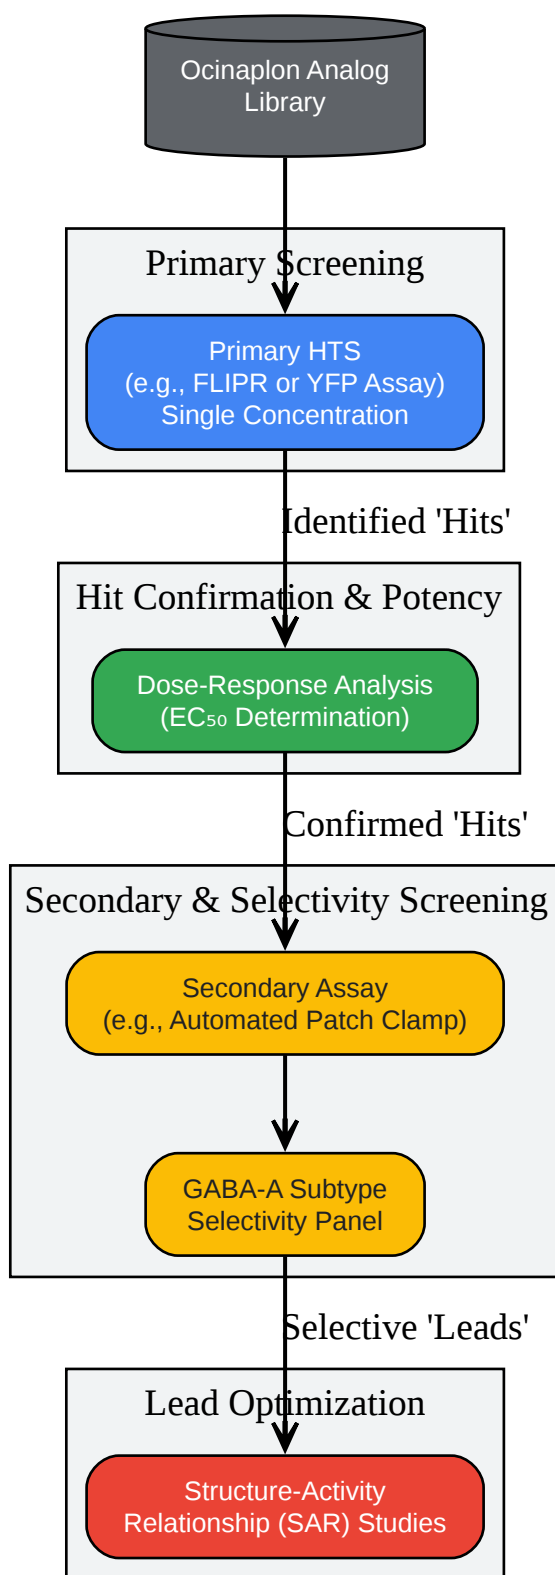 Ocinaplon Analog
Library
Primary Screening
Primary HTS
(e.g., FLIPR or YFP Assay)
Single Concentration
Identified 'Hits'
Hit Confirmation & Potency
Dose-Response Analysis
(EC₅₀ Determination)
Confirmed 'Hits'
Secondary & Selectivity Screening
Secondary Assay
(e.g., Automated Patch Clamp)
GABA-A Subtype
Selectivity Panel
Selective 'Leads'
Lead Optimization
Structure-Activity
Relationship (SAR) Studies